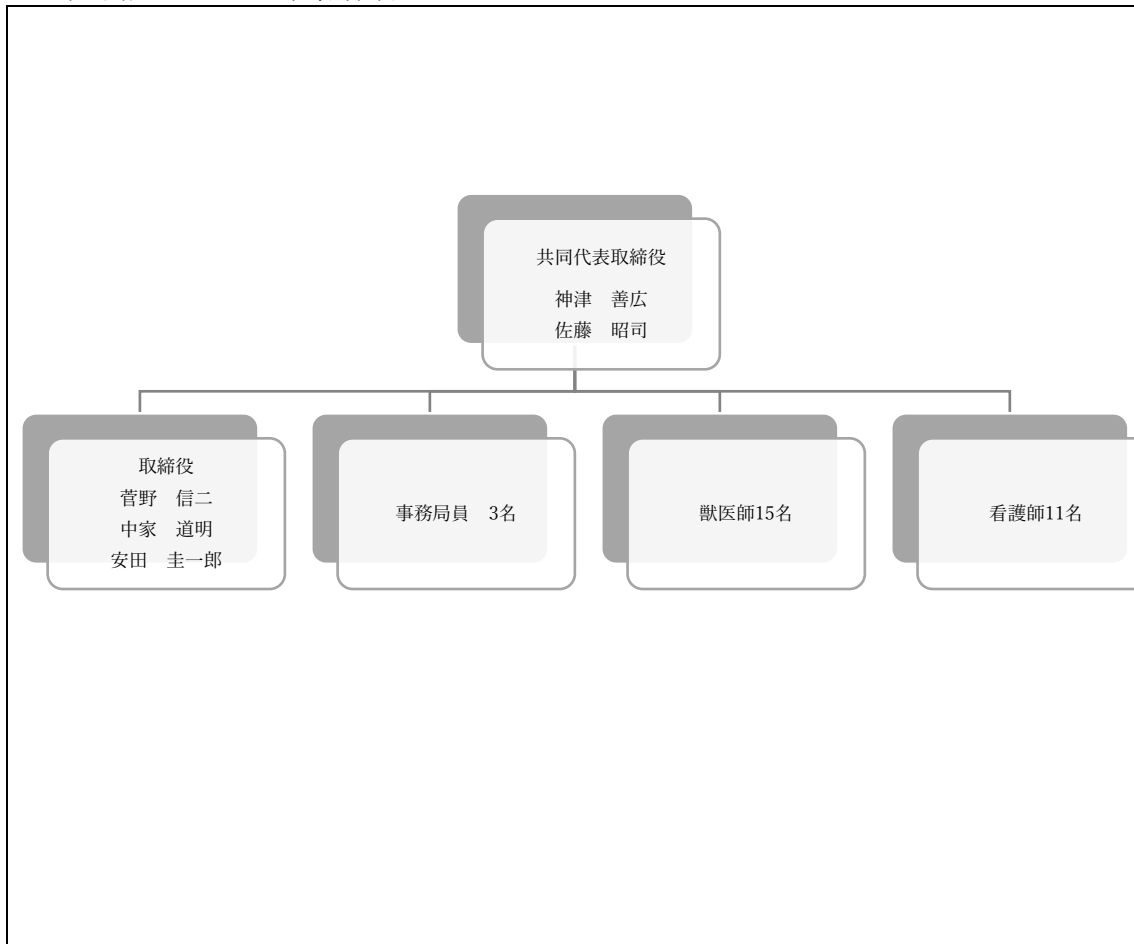 共同代表取締役
神津　善広
佐藤　昭司
取締役
菅野　信二
中家　道明
安田　圭一郎
事務局員　3名
獣医師15名
看護師11名